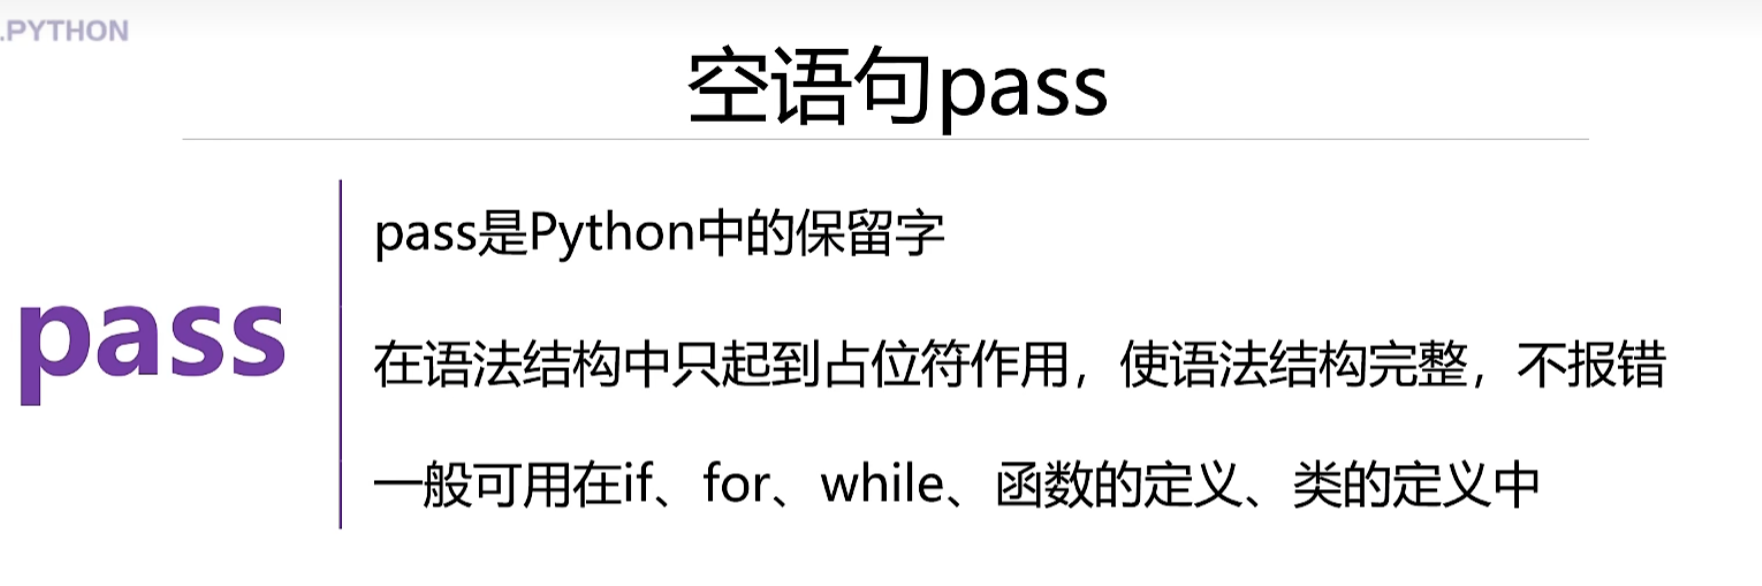 .PYTHON
空语句pass
pass是Python中的保留字
pass
在语法结构中只起到占位符作用，使语法结构完整，不报错
一般可用在if、for、while、函数的定义、类的定义中